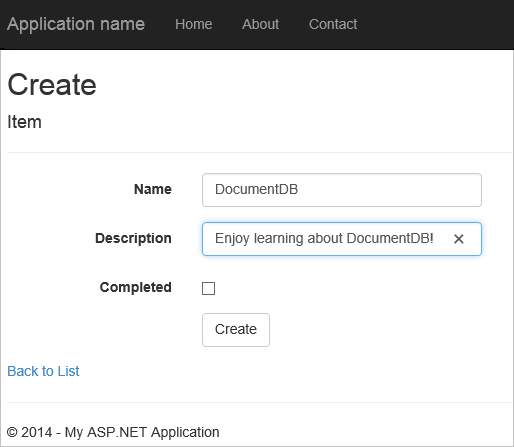 Application name Home About Contact
Create
Item
Name DocumentDB
Description Enjoy learning about DocumentDB!
Completed
Create
Back to List
© 2014 - My ASP.NET Application